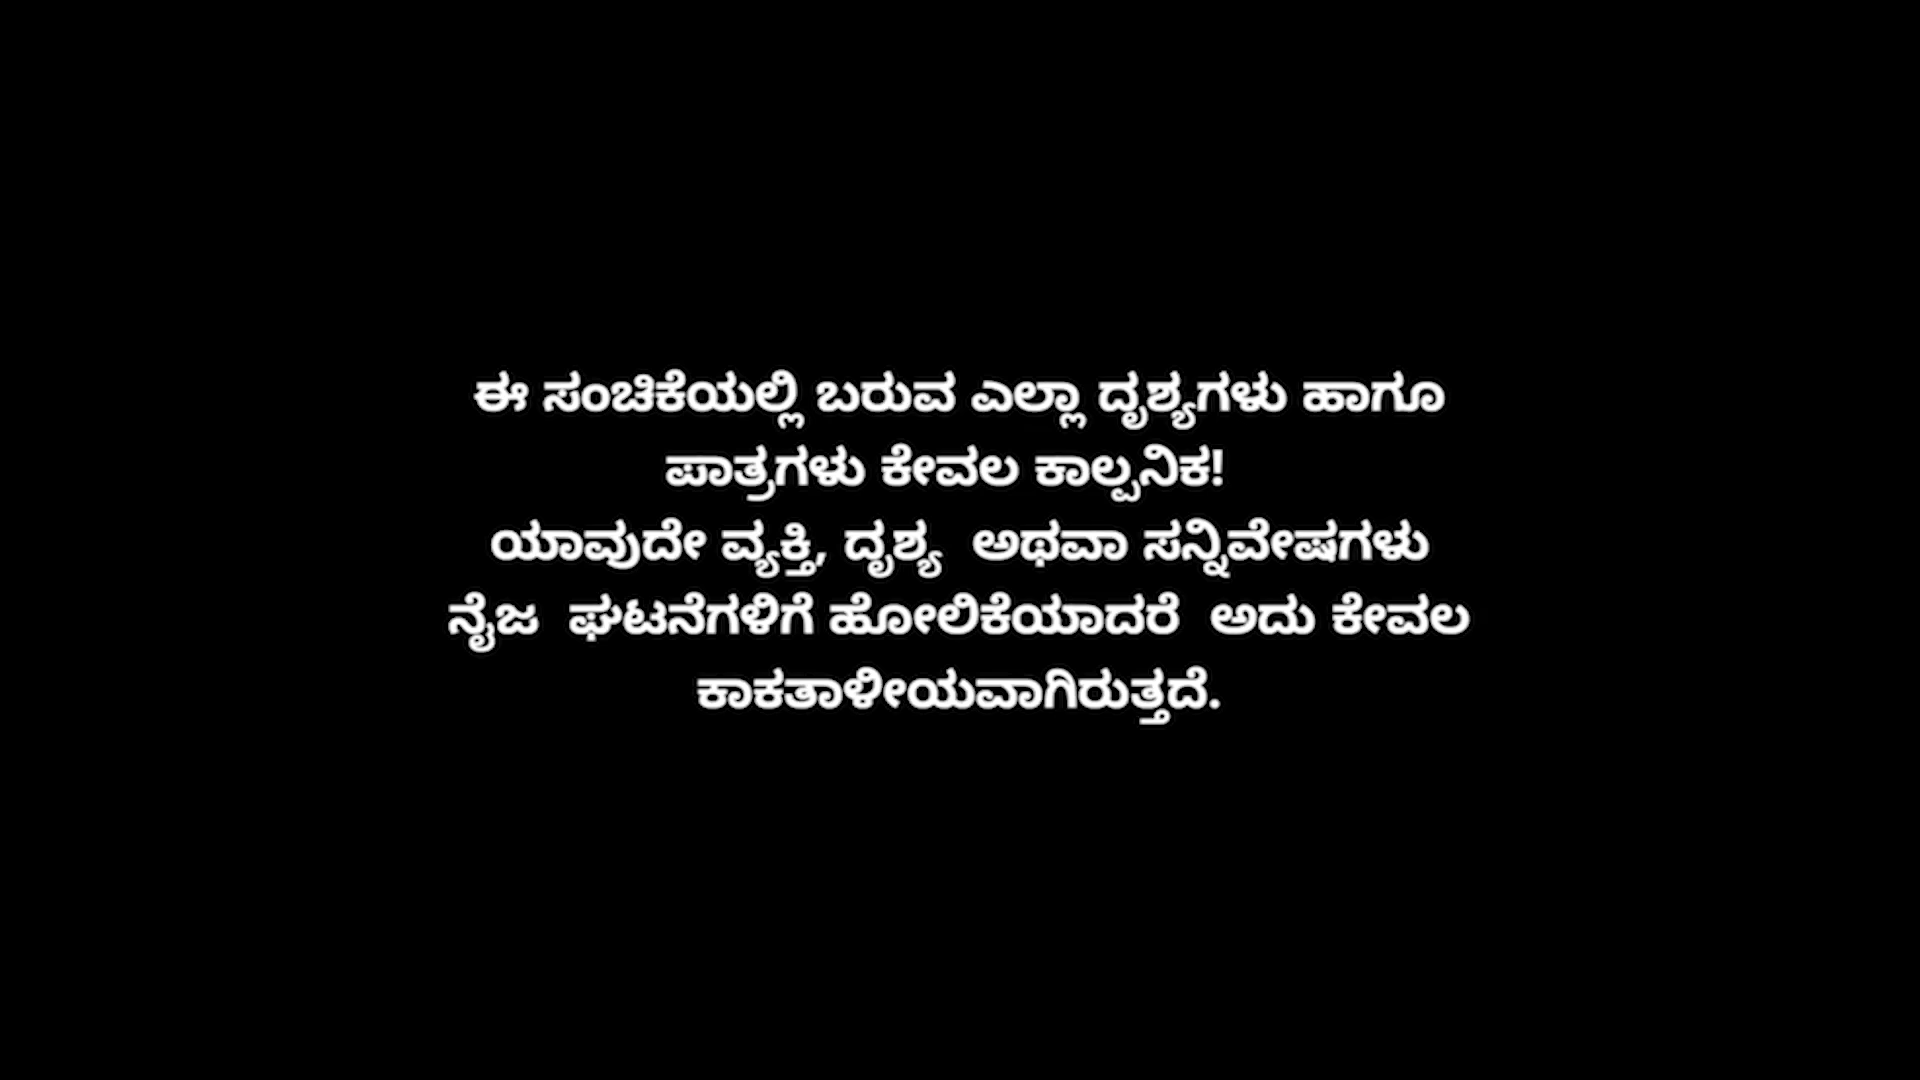 ಈ ಸಂಚಿಕೆಯಲ್ಲಿ ಬರುವ ಎಲ್ಲಾ ದೃಶ್ಯಗಳು ಹಾಗೂ
ಪಾತ್ರಗಳು ಕೇವಲ ಕಾಲ್ಪನಿಕ!
ಯಾವುದೇ ವ್ಯಕ್ತಿ, ದೃಶ್ಯ ಅಥವಾ ಸನ್ನಿವೇಷಗಳು
ನೈಜ ಘಟನೆಗಳಿಗೆ ಹೋಲಿಕೆಯಾದರೆ ಅದು ಕೇವಲ
ಕಾಕತಾಳೀಯವಾಗಿರುತ್ತದೆ.